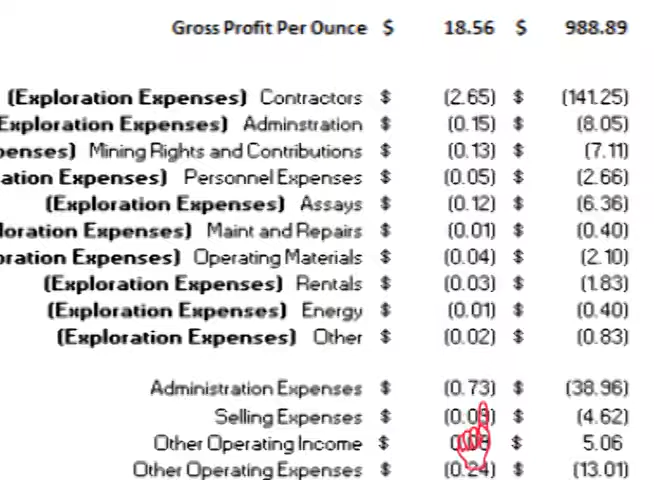 Gross Profit Per Ounce $ 18.56 $ 988.89
(Exploration Expenses) Contractors $ (2.65) $ (141.25)
Exploration Expenses) Adminstration $ (0.15) $ (8.05)
penses) Mining Rights and Contributions $ (0.13) $ (7.11)
ation Expenses) Personnel Expenses $ (0.05) $ (2.66)
(Exploration Expenses) Assays $ (0.12) $ (6.36)
loration Expenses) Maint and Repairs $ (0.01) $ (0.40)
oration Expenses) Operating Materials $ (0.04) $ (2.10)
(Exploration Expenses) Rentals $ (0.03) $ (1.83)
(Exploration Expenses) Energy $ (0.01) $ (0.40)
(Exploration Expenses) Other $ (0.02) $ (0.83)
Administration Expenses $ (0.73) $ (38.96)
Selling Expenses $ $ (4.62)
Other Operating Income $ $ 5.06
Other Operating Expenses $ (0.24) $ (13.01)